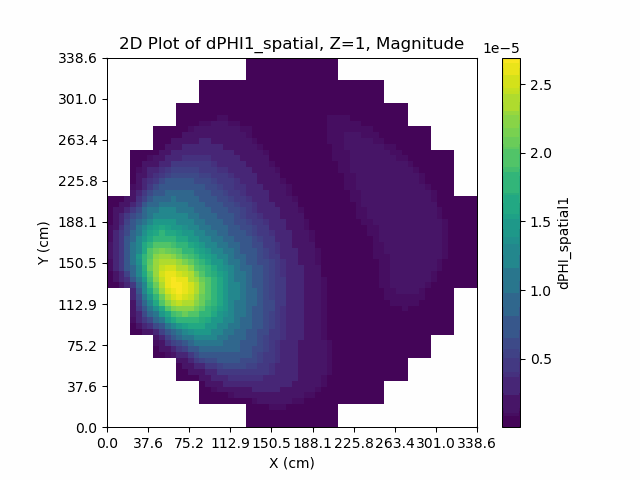 2D Plot of dPHI1_spatial, Z=1, Magnitude
1e−5
338.6
301.0
263.4
225.8
188.1
150.5
112.9
75.2
37.6
0.0
Y (cm)
0.0 37.6 75.2 112.9 150.5 188.1 225.8 263.4 301.0 338.6
X (cm)
2.5
2.0
1.5
1.0
0.5
dPHI_spatial1